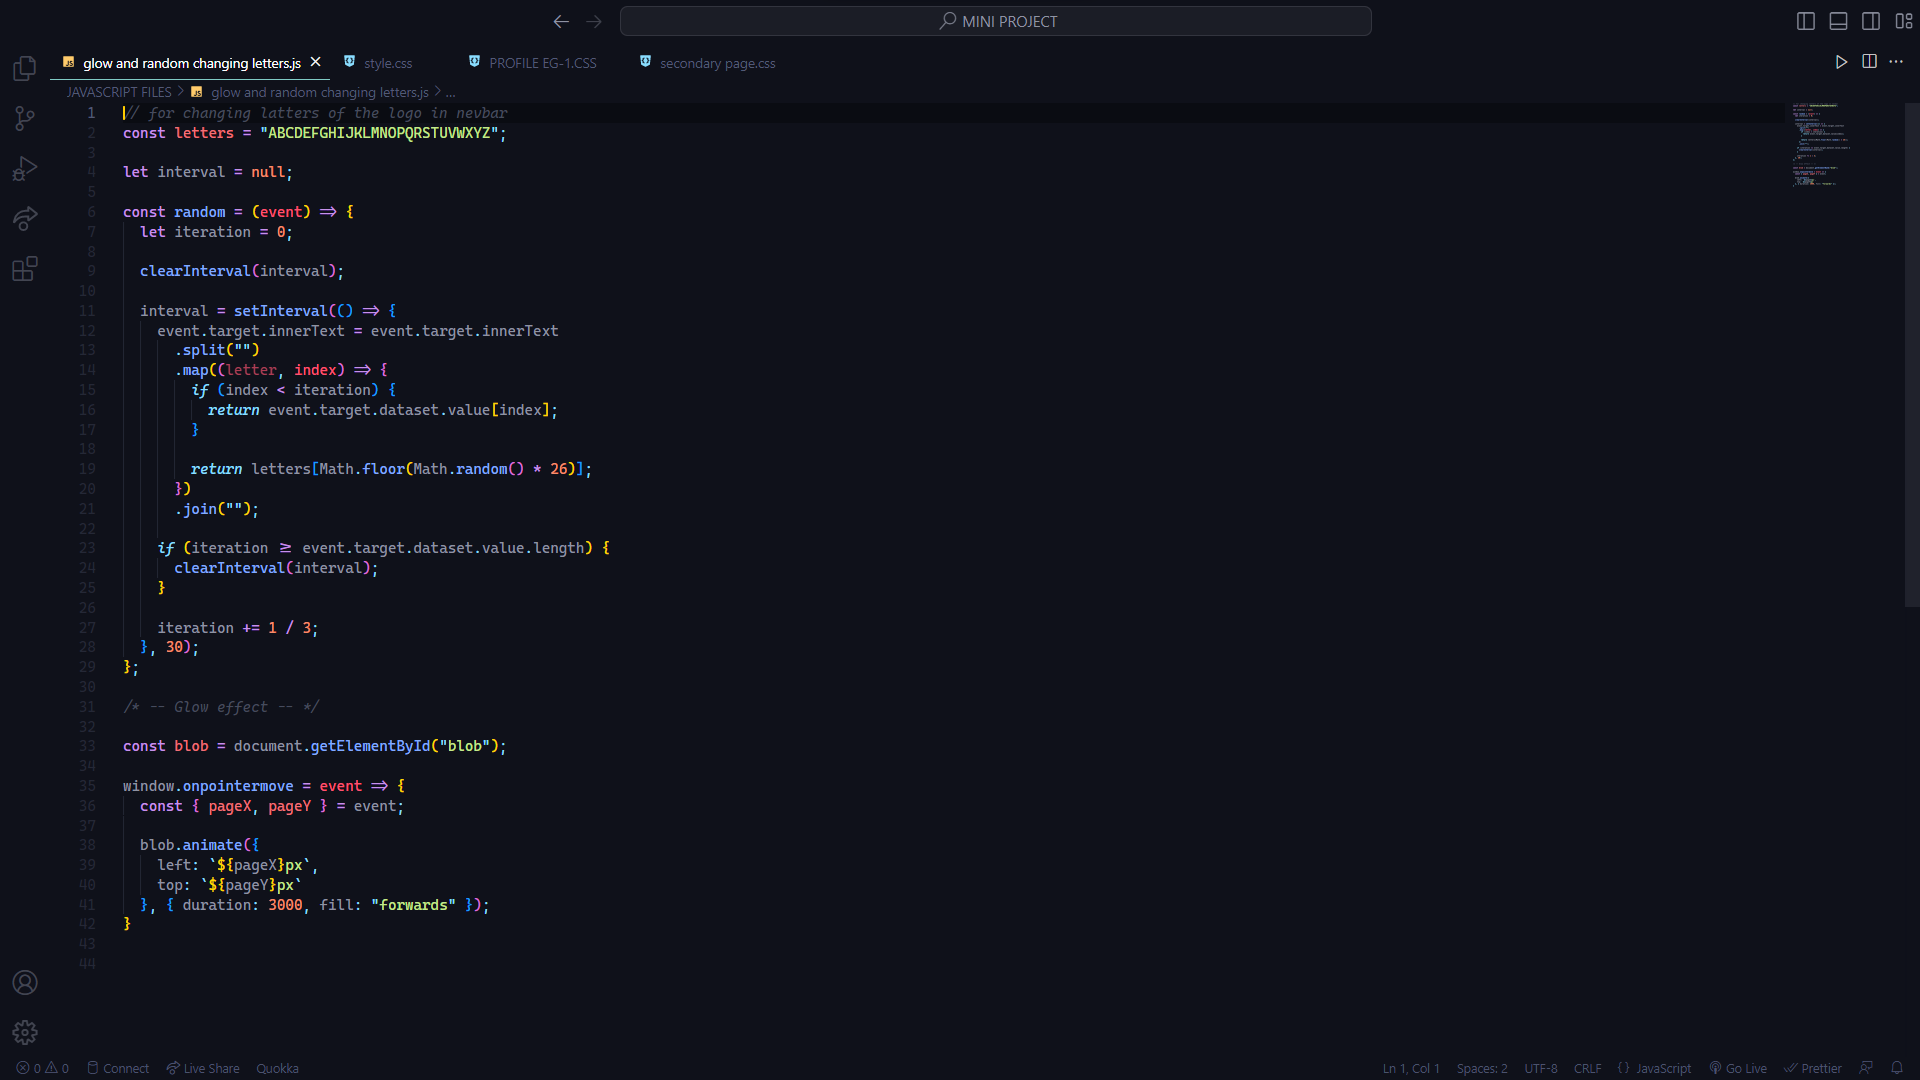 MINI PROJECT
glow and random changing letters.js
style.css
PROFILE EG-1.CSS
secondary page.css
JAVASCRIPT FILES > glow and random changing letters.js > ...
1 // for changing latters of the logo in nevbar
2 const letters = "ABCDEFGHIJKLMNOPQRSTUVWXYZ";
3
4 let interval = null;
5
6 const random = (event) => {
7   let iteration = 0;
8
9   clearInterval(interval);
10
11   interval = setInterval(() => {
12     event.target.innerText = event.target.innerText
13       .split("")
14       .map((letter, index) => {
15         if (index < iteration) {
16           return event.target.dataset.value[index];
17         }
18
19         return letters[Math.floor(Math.random() * 26)];
20       })
21       .join("");
22
23     if (iteration ≥ event.target.dataset.value.length) {
24       clearInterval(interval);
25     }
26
27     iteration += 1 / 3;
28   }, 30);
29 };
30
31 /* -- Glow effect -- */
32
33 const blob = document.getElementById("blob");
34
35 window.onpointermove = event => {
36   const { pageX, pageY } = event;
37
38   blob.animate({
39     left: `${pageX}px`,
40     top: `${pageY}px`
41   }, { duration: 3000, fill: "forwards" });
42 }
43
44
0 0 Connect Live Share Quokka
Ln 1, Col 1 Spaces: 2 UTF-8 CRLF {} JavaScript Go Live Prettier